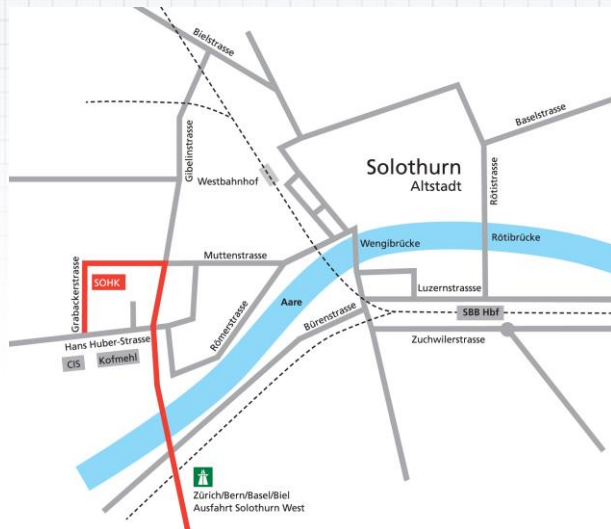 Bielstrasse
Baselstrasse
Gibelinstrasse
Solothurn
Altstadt
Westbahnhof
Rötistrasse
Wengibrücke
Rötibrücke
Muttenstrasse
Grabackerstrasse
SOHK
Luzernstrassse
Aare
SBB Hbf
Römerstrasse
Bürenstrasse
Hans Huber-Strasse
Zuchwilerstrasse
CIS
Kofmehl
Zürich/Bern/Basel/Biel
Ausfahrt Solothurn West